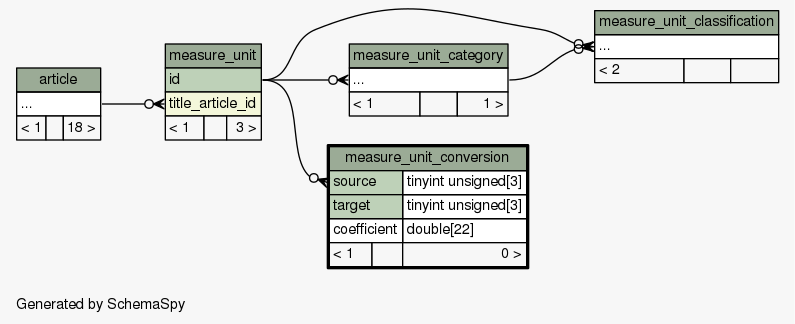 measure_unit_classification
...
< 2
measure_unit
id
title_article_id
< 1 3 >
measure_unit_category
...
< 1 1 >
article
...
< 1 18 >
measure_unit_conversion
source tinyint unsigned[3]
target tinyint unsigned[3]
coefficient double[22]
< 1 0 >
Generated by SchemaSpy